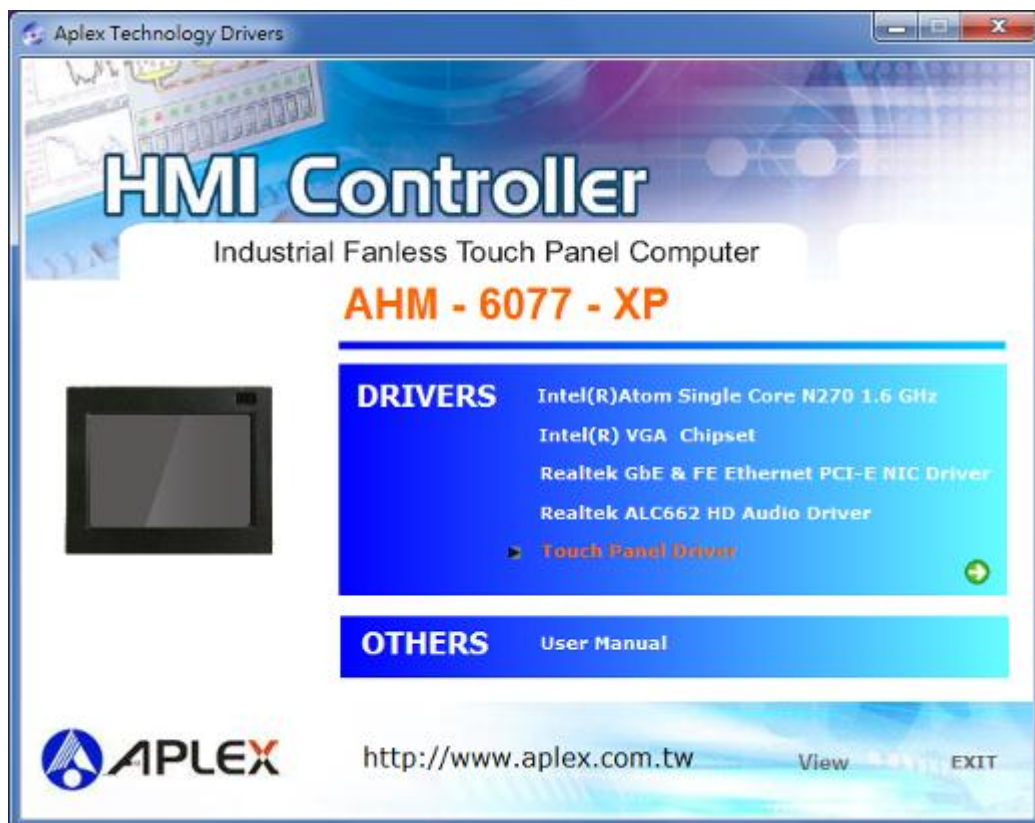 Aplex Technology Drivers
HMI Controller
Industrial Fanless Touch Panel Computer
AHM - 6077 - XP
DRIVERS
Intel(R)Atom Single Core N270 1.6 GHz
Intel(R) VGA Chipset
Realtek GbE & FE Ethernet PCI-E NIC Driver
Realtek ALC662 HD Audio Driver
Touch Panel Driver
OTHERS
User Manual
APLEX
http://www.aplex.com.tw
View
EXIT